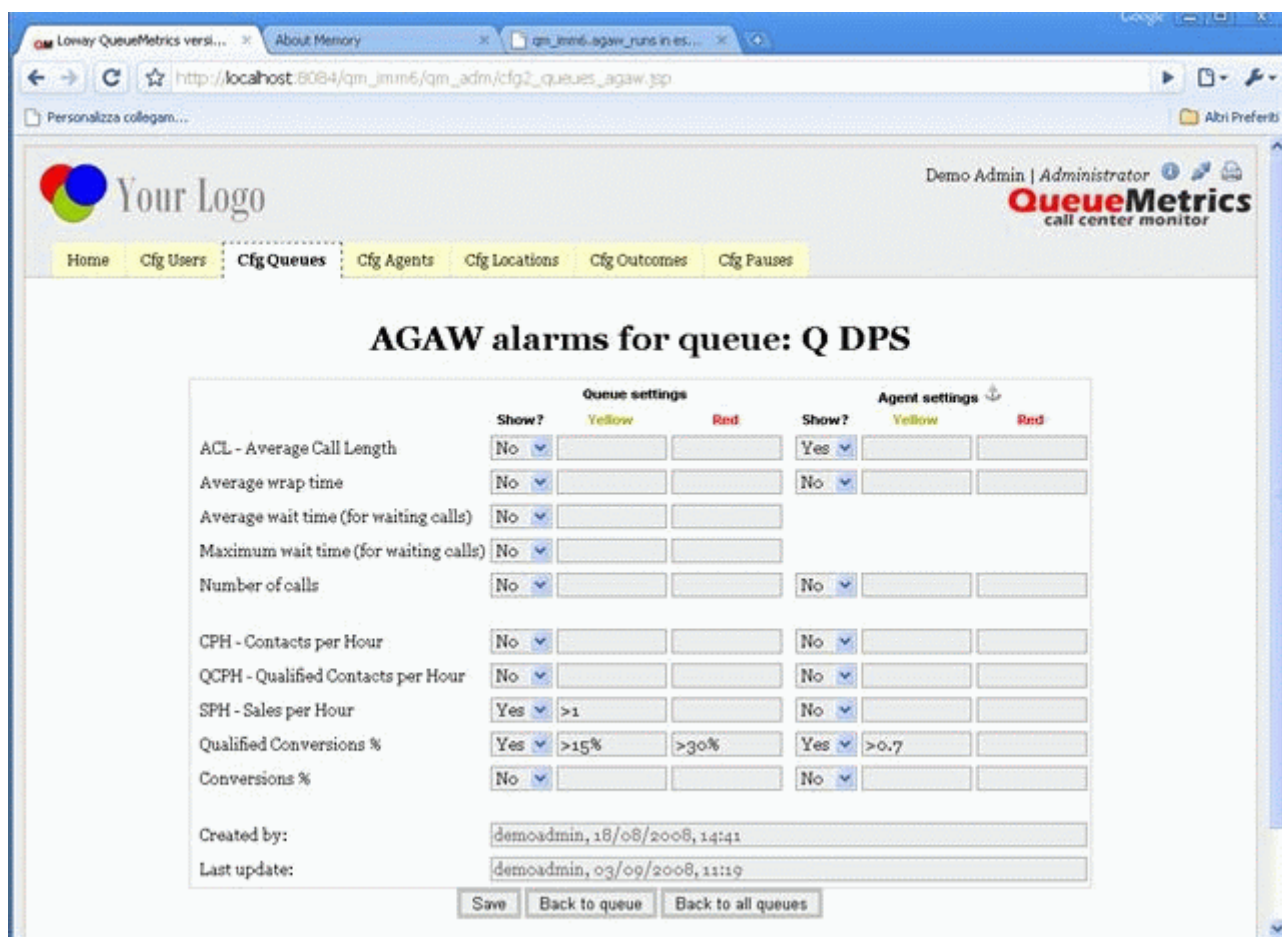 Google
Loway QueueMetrics versi...
About Memory
qm_imm6.agaw_runs in es...
http://localhost:8084/qm_imm6/qm_adm/cfg2_queues_agaw.jsp
Personalizza collegam...
Altri Preferiti
Your Logo
Demo Admin | Administrator
QueueMetrics
call center monitor
Home Cfg Users Cfg Queues Cfg Agents Cfg Locations Cfg Outcomes Cfg Pauses
AGAW alarms for queue: Q DPS
Queue settings Agent settings
Show? Yellow Red Show? Yellow Red
ACL - Average Call Length No Yes
Average wrap time No No
Average wait time (for waiting calls) No
Maximum wait time (for waiting calls) No
Number of calls No No
CPH - Contacts per Hour No No
QCPH - Qualified Contacts per Hour No No
SPH - Sales per Hour Yes >1 No
Qualified Conversions % Yes >15% >30% Yes >0.7
Conversions % No No
Created by: demoadmin, 18/08/2008, 14:41
Last update: demoadmin, 03/09/2008, 11:19
Save Back to queue Back to all queues